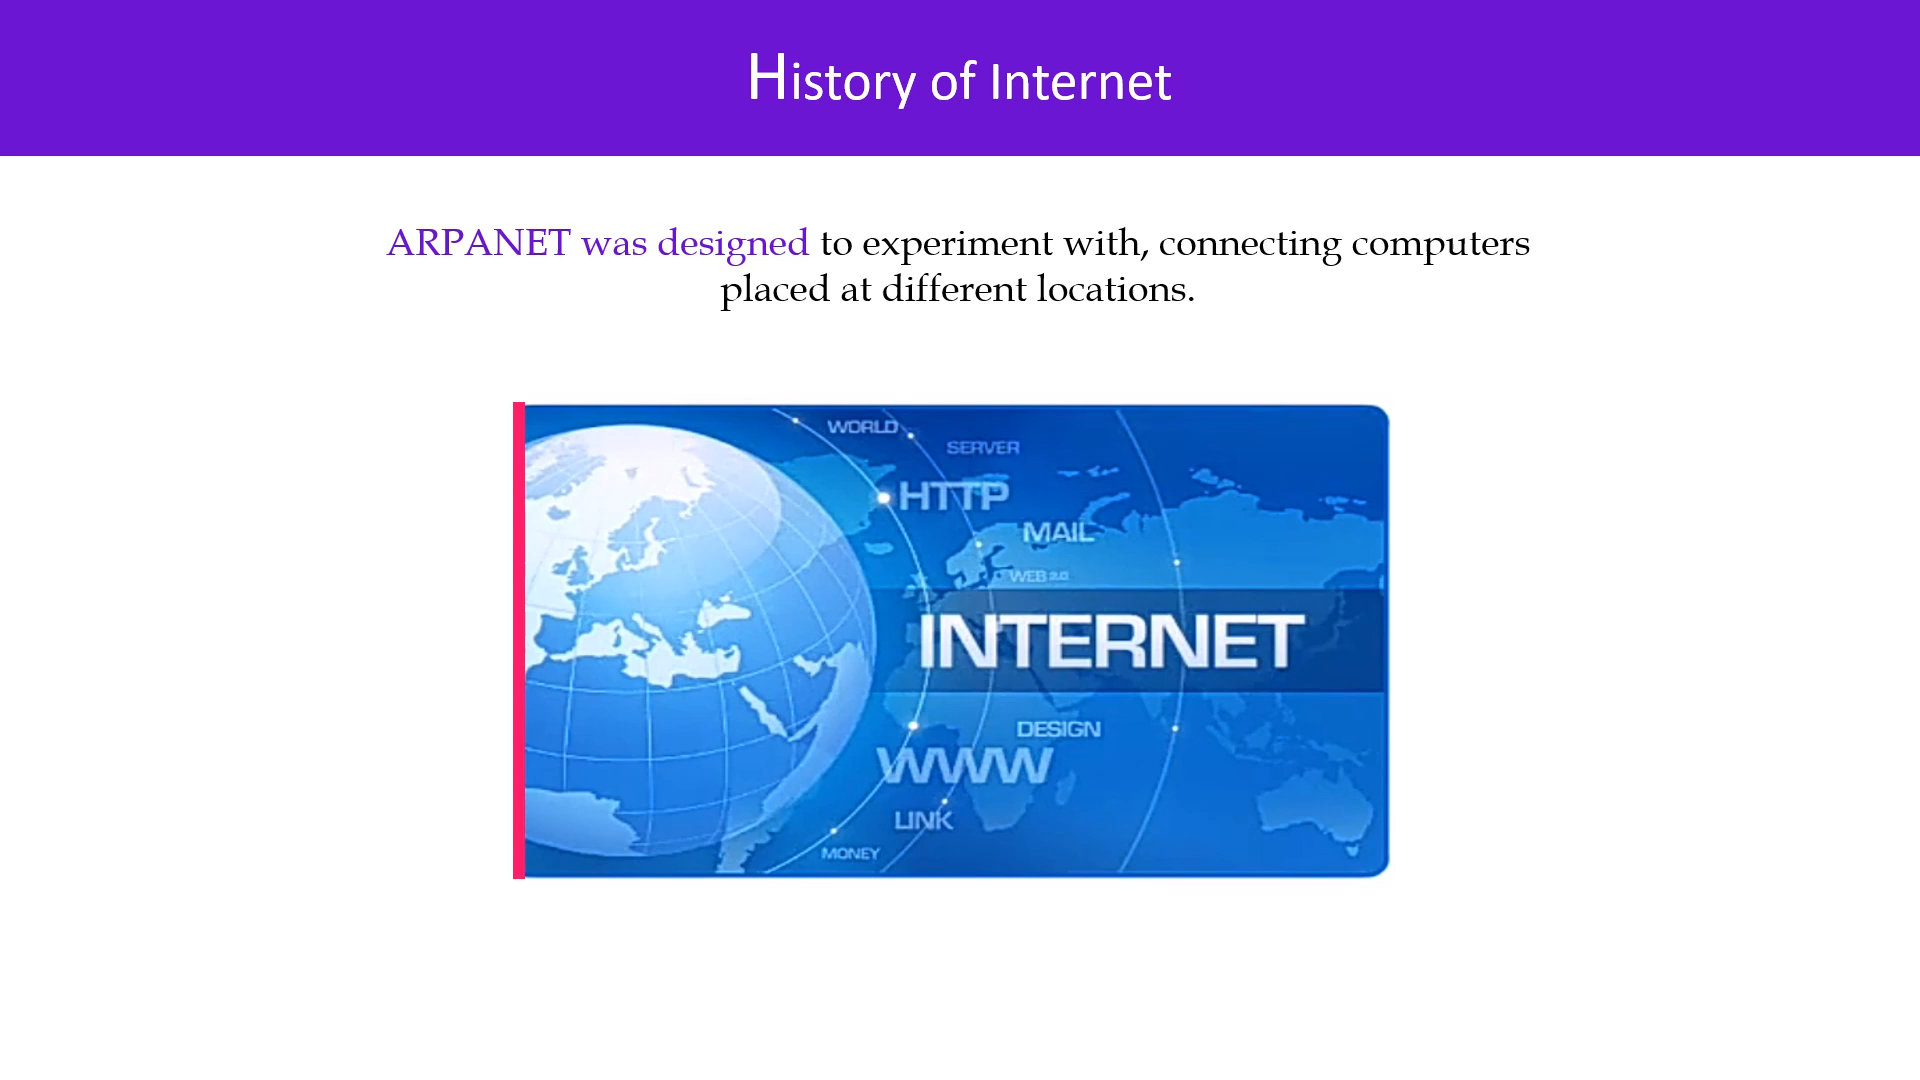 History of Internet
ARPANET was designed to experiment with, connecting computers
placed at different locations.
WORLD
SERVER
HTTP
MAIL
WEB 2.0
INTERNET
DESIGN
WWW
LINK
MONEY